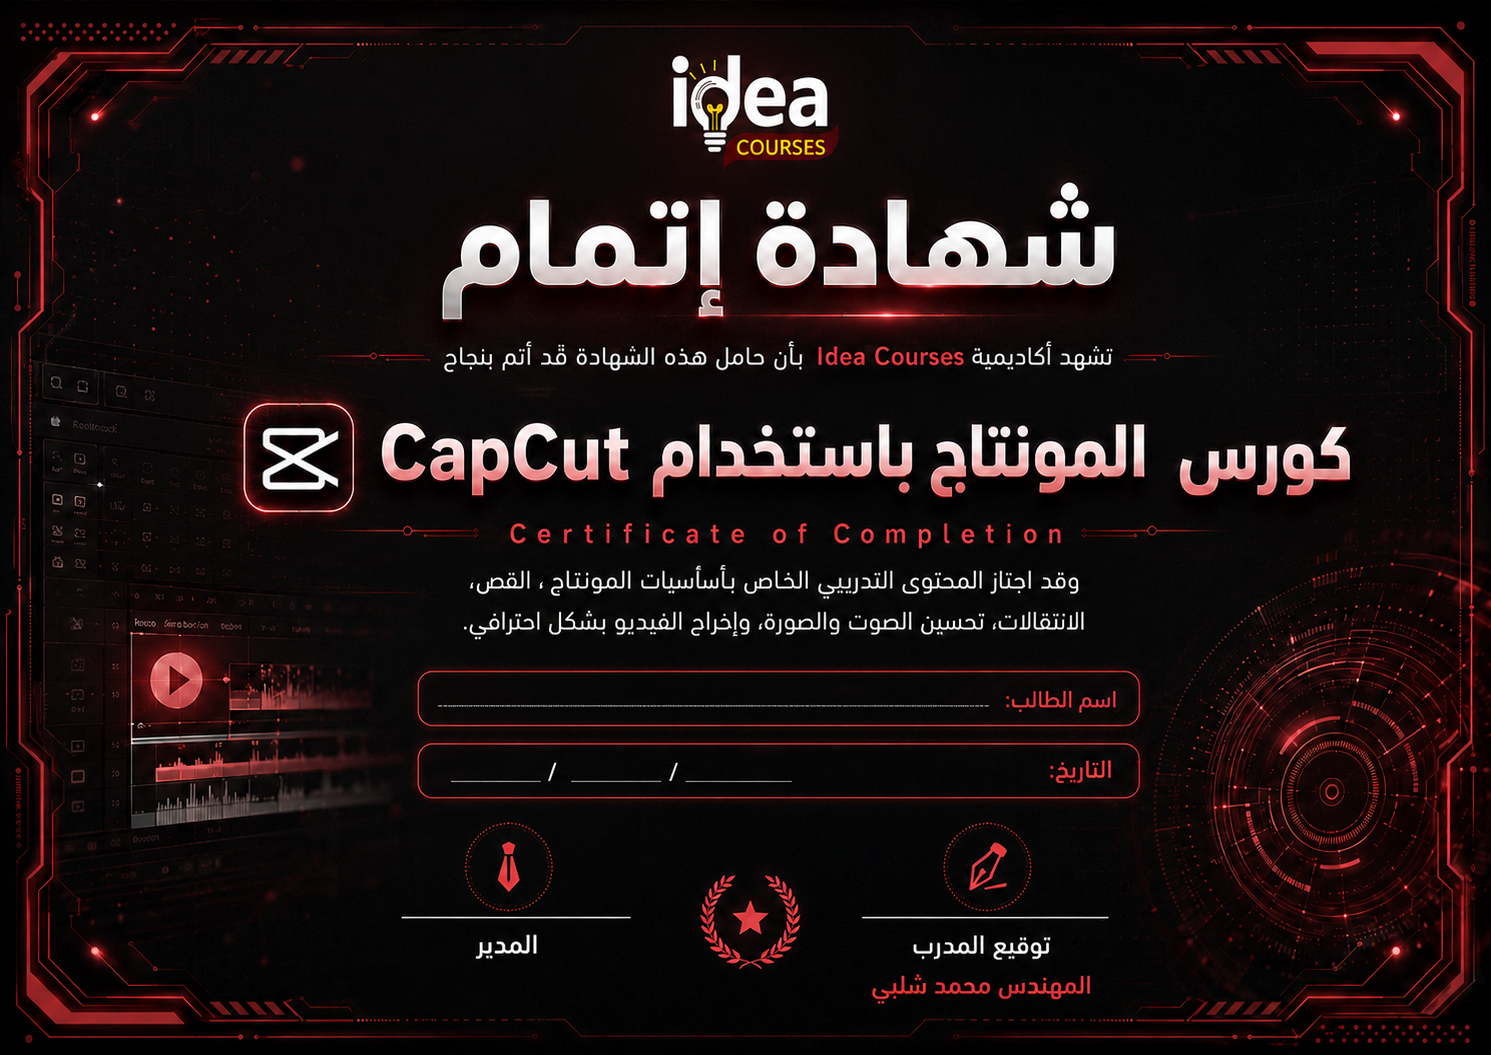 idea
COURSES
شهادة إتمام
تشهد أكاديمية Idea Courses بأن حامل هذه الشهادة قد أتم بنجاح
كورس المونتاج باستخدام CapCut
Certificate of Completion
وقد اجتاز المحتوى التدريبي الخاص بأسأسيات المونتاج ، القص،
الانتقالات، تحسين الصوت والصورة، وإخراج الفيديو بشكل احترافي.
اسم الطالب:
التاريخ: / /
توقيع المدرب
المهندس محمد شلبي
المدير